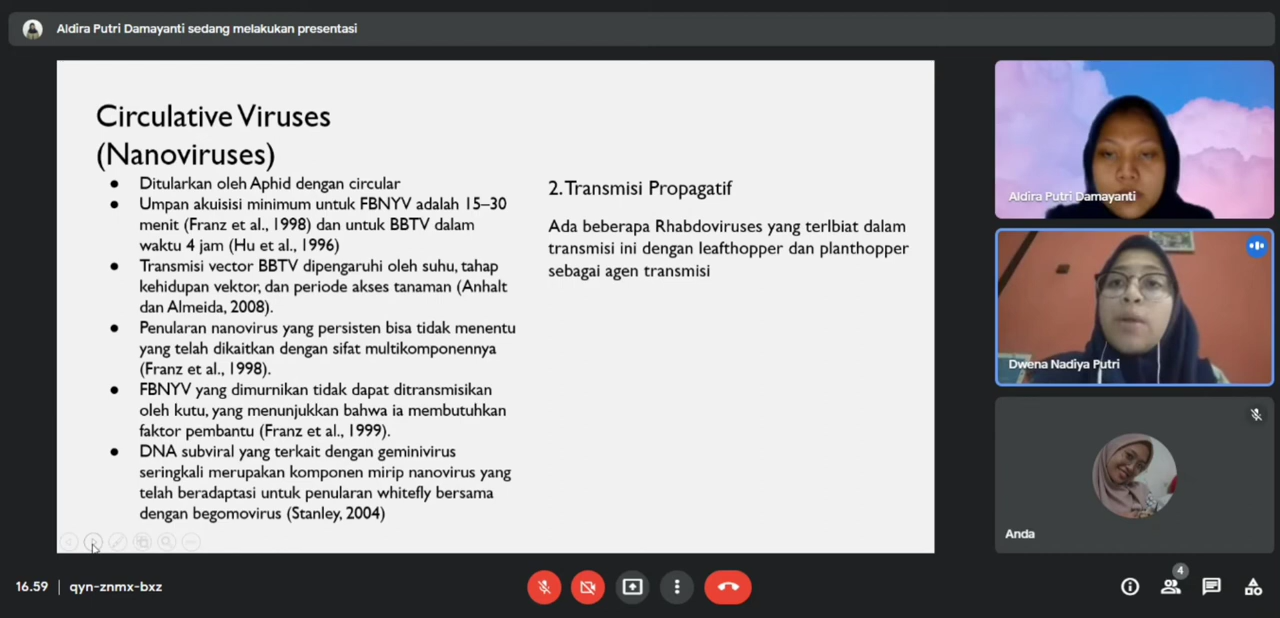 Aldira Putri Damayanti sedang melakukan presentasi
Circulative Viruses
(Nanoviruses)
● Ditularkan oleh Aphid dengan circular
● Umpan akuisisi minimum untuk FBNYV adalah 15–30
menit (Franz et al., 1998) dan untuk BBTV dalam
waktu 4 jam (Hu et al., 1996)
● Transmisi vector BBTV dipengaruhi oleh suhu, tahap
kehidupan vektor, dan periode akses tanaman (Anhalt
dan Almeida, 2008).
● Penularan nanovirus yang persisten bisa tidak menentu
yang telah dikaitkan dengan sifat multikomponennya
(Franz et al., 1998).
● FBNYV yang dimurnikan tidak dapat ditransmisikan
oleh kutu, yang menunjukkan bahwa ia membutuhkan
faktor pembantu (Franz et al., 1999).
● DNA subviral yang terkait dengan geminivirus
seringkali merupakan komponen mirip nanovirus yang
telah beradaptasi untuk penularan whitefly bersama
dengan begomovirus (Stanley, 2004)
2. Transmisi Propagatif
Ada beberapa Rhabdoviruses yang terlbiat dalam
transmisi ini dengan leafthopper dan planthopper
sebagai agen transmisi
Aldira Putri Damayanti
Dwena Nadiya Putri
Anda
16.59 | qyn-znmx-bxz
4